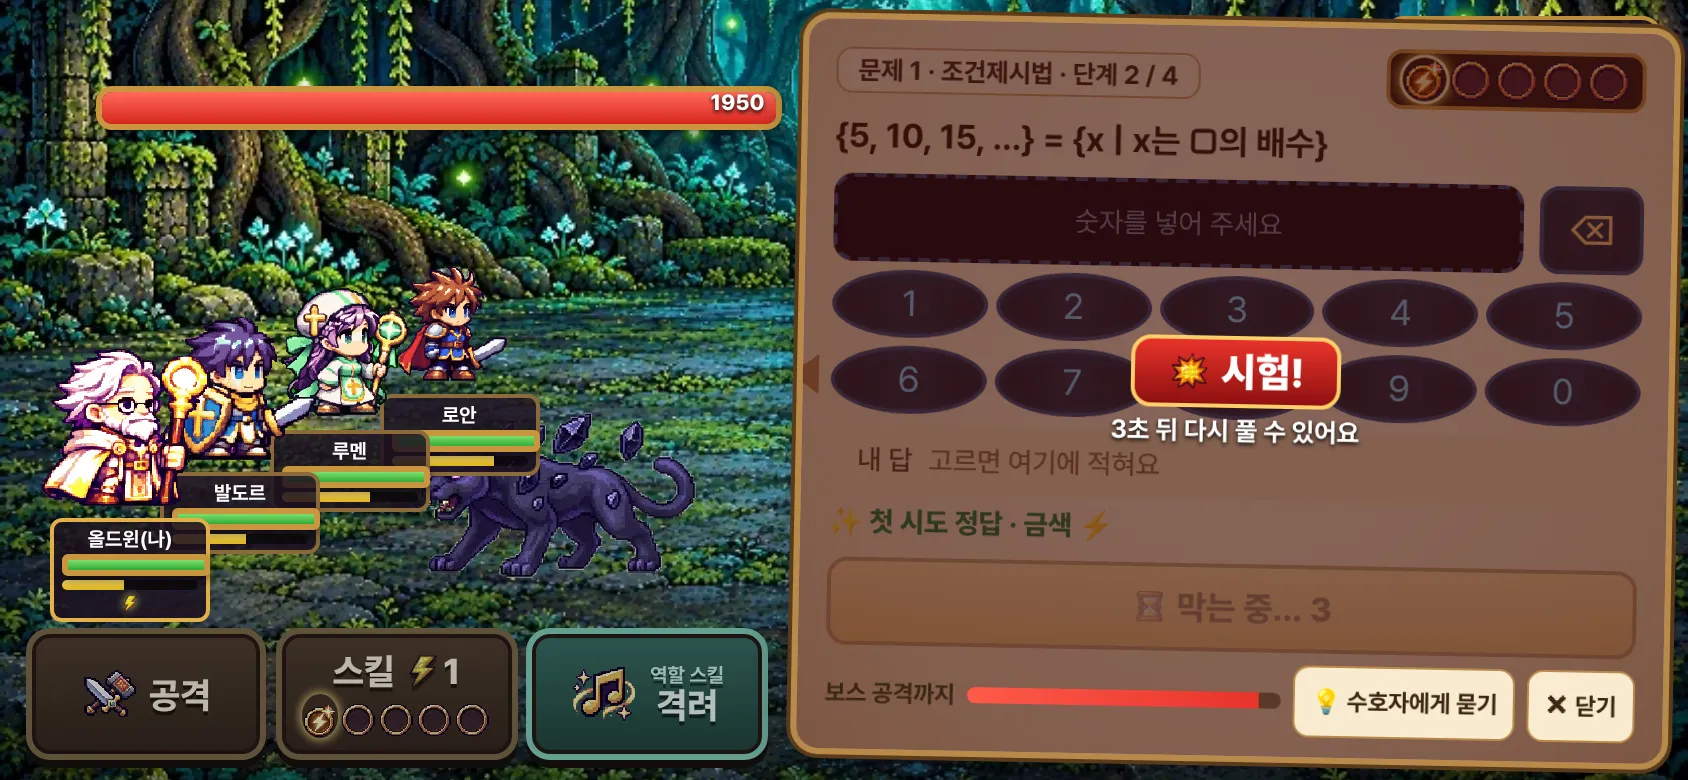 1950
로안
루멘
발도르
올드윈(나)
공격
스킬 ⚡1
역할 스킬
격려
문제 1 · 조건제시법 · 단계 2 / 4
{5, 10, 15, ...} = {x | x는 □의 배수}
숫자를 넣어 주세요
1 2 3 4 5
6 7 9 0
💥 시험!
3초 뒤 다시 풀 수 있어요
내 답 고르면 여기에 적혀요
✨ 첫 시도 정답 · 금색 ⚡
⏳ 막는 중... 3
보스 공격까지
💡 수호자에게 묻기
✕ 닫기